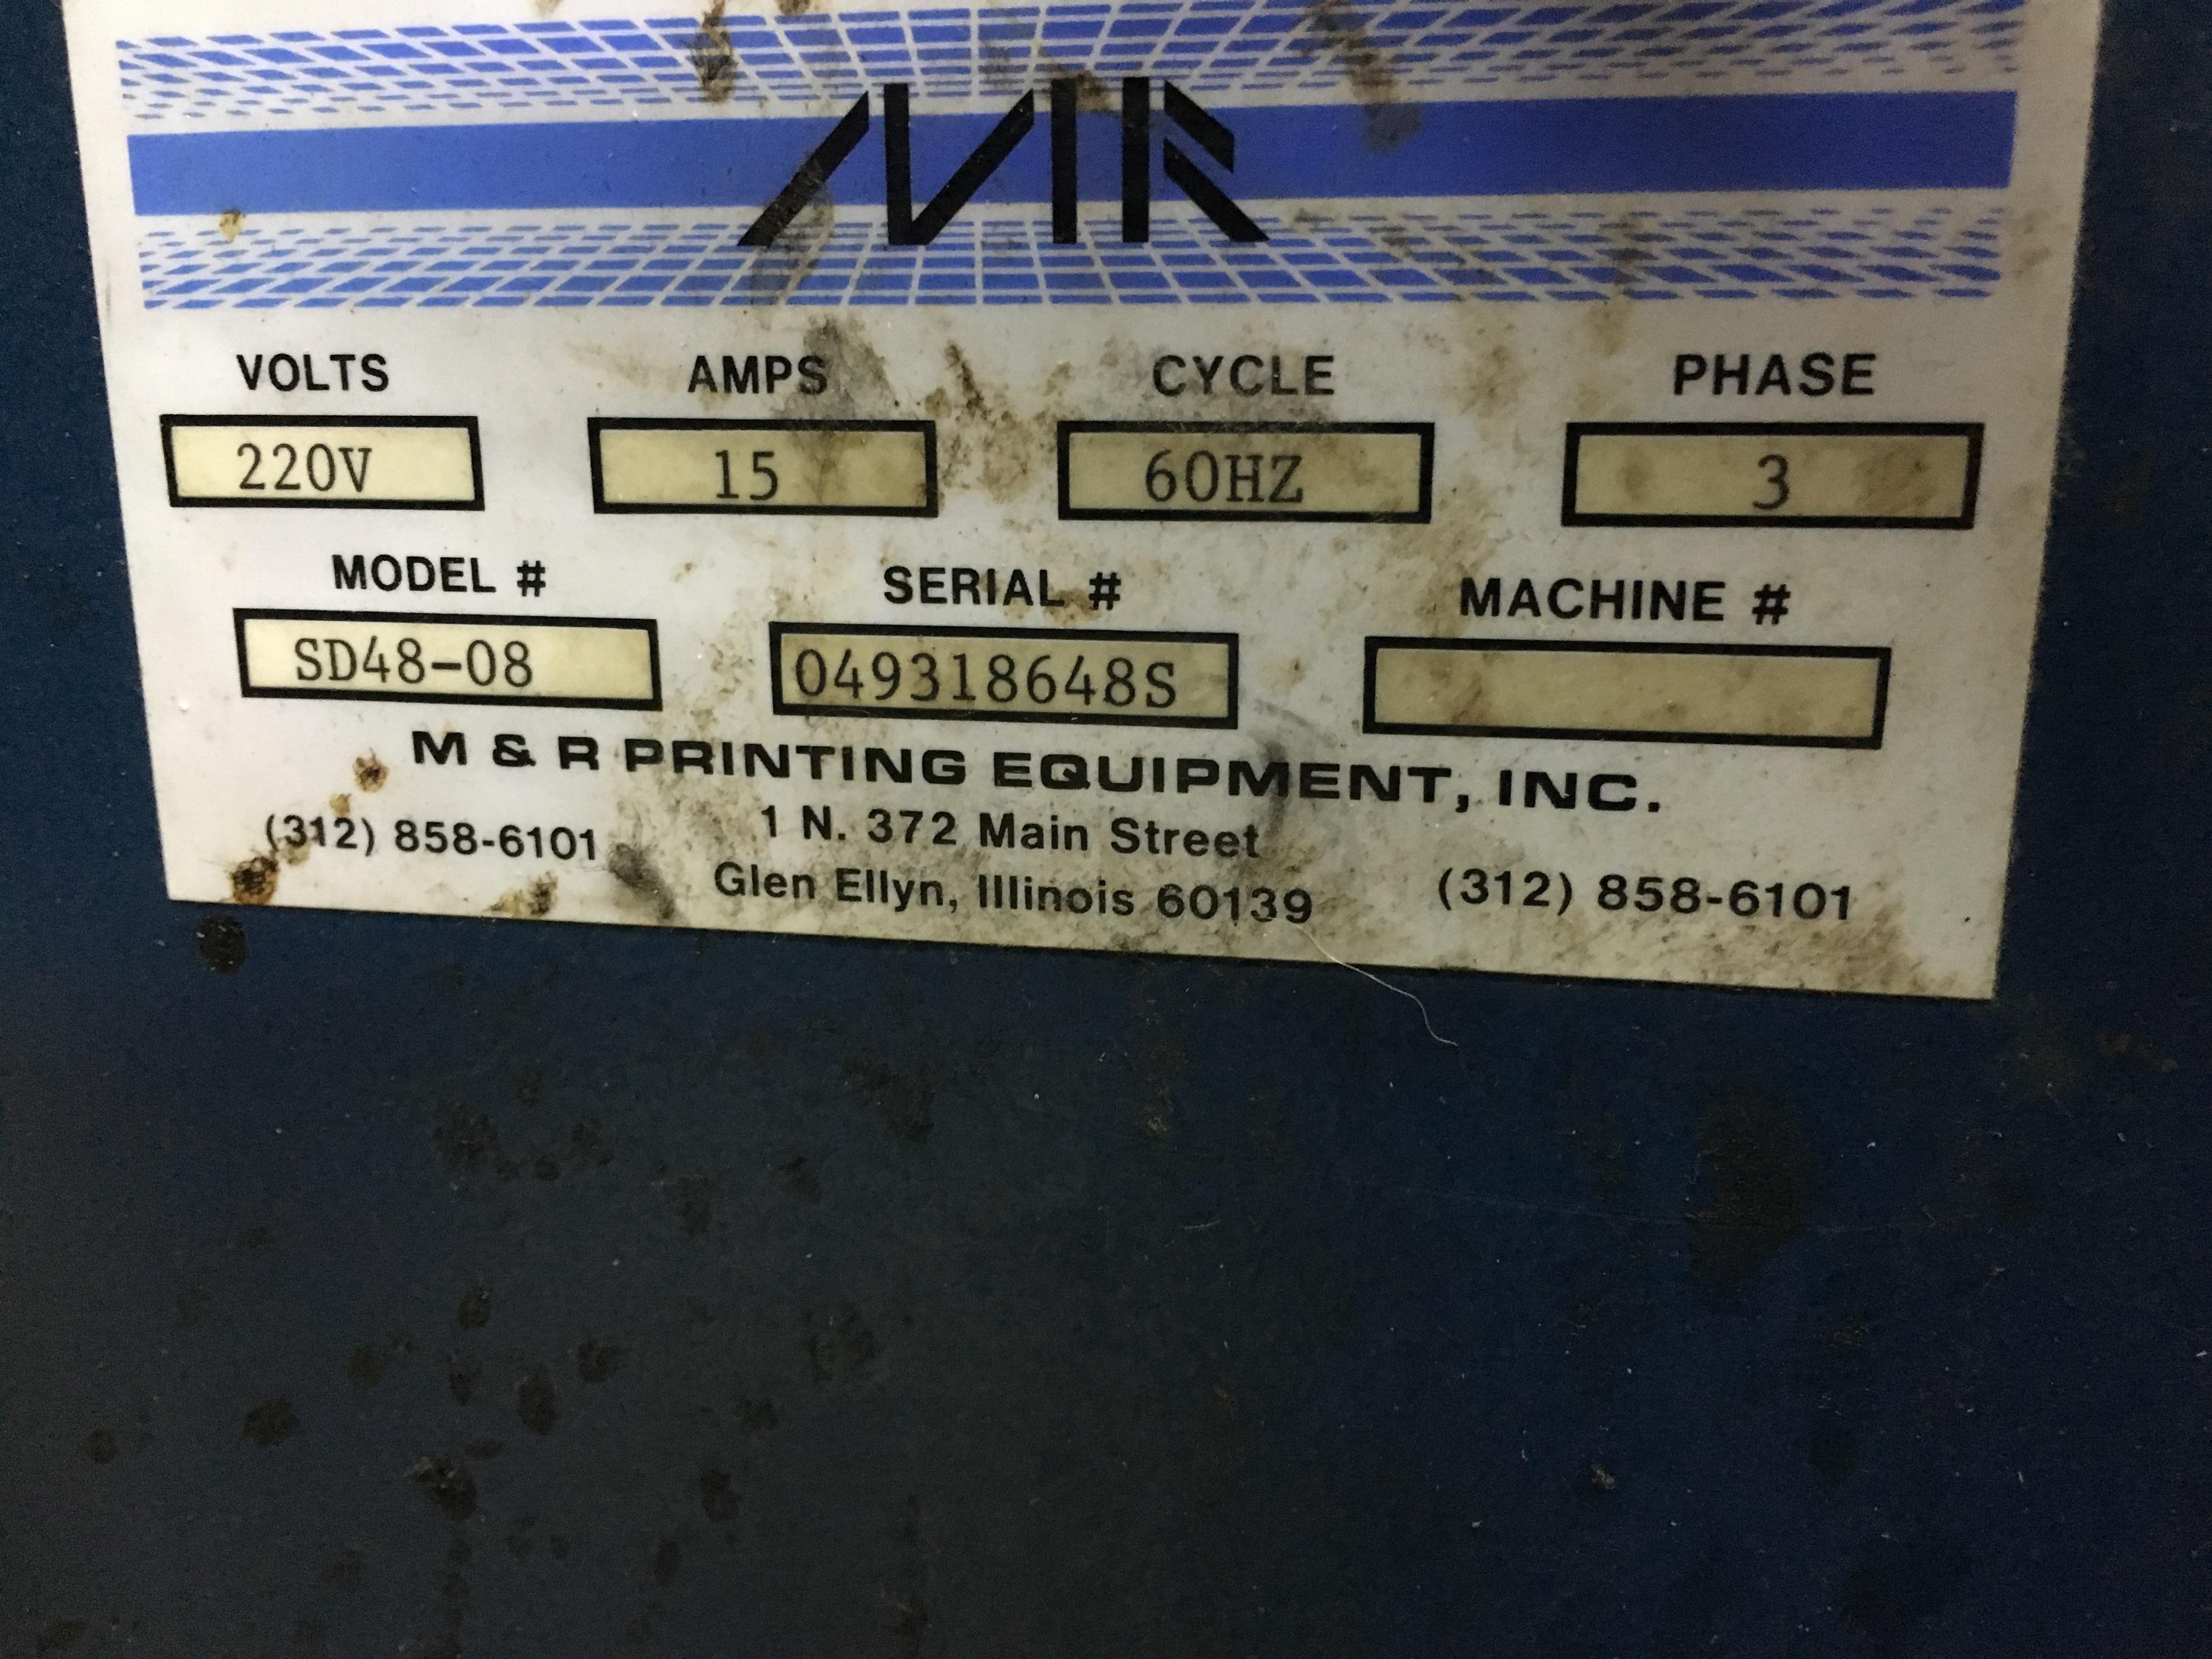 MR
VOLTS AMPS CYCLE PHASE
220V 15 60HZ 3
MODEL # SERIAL # MACHINE #
SD48-08 049318648S
M & R PRINTING EQUIPMENT, INC.
(312) 858-6101 1 N. 372 Main Street
Glen Ellyn, Illinois 60139 (312) 858-6101